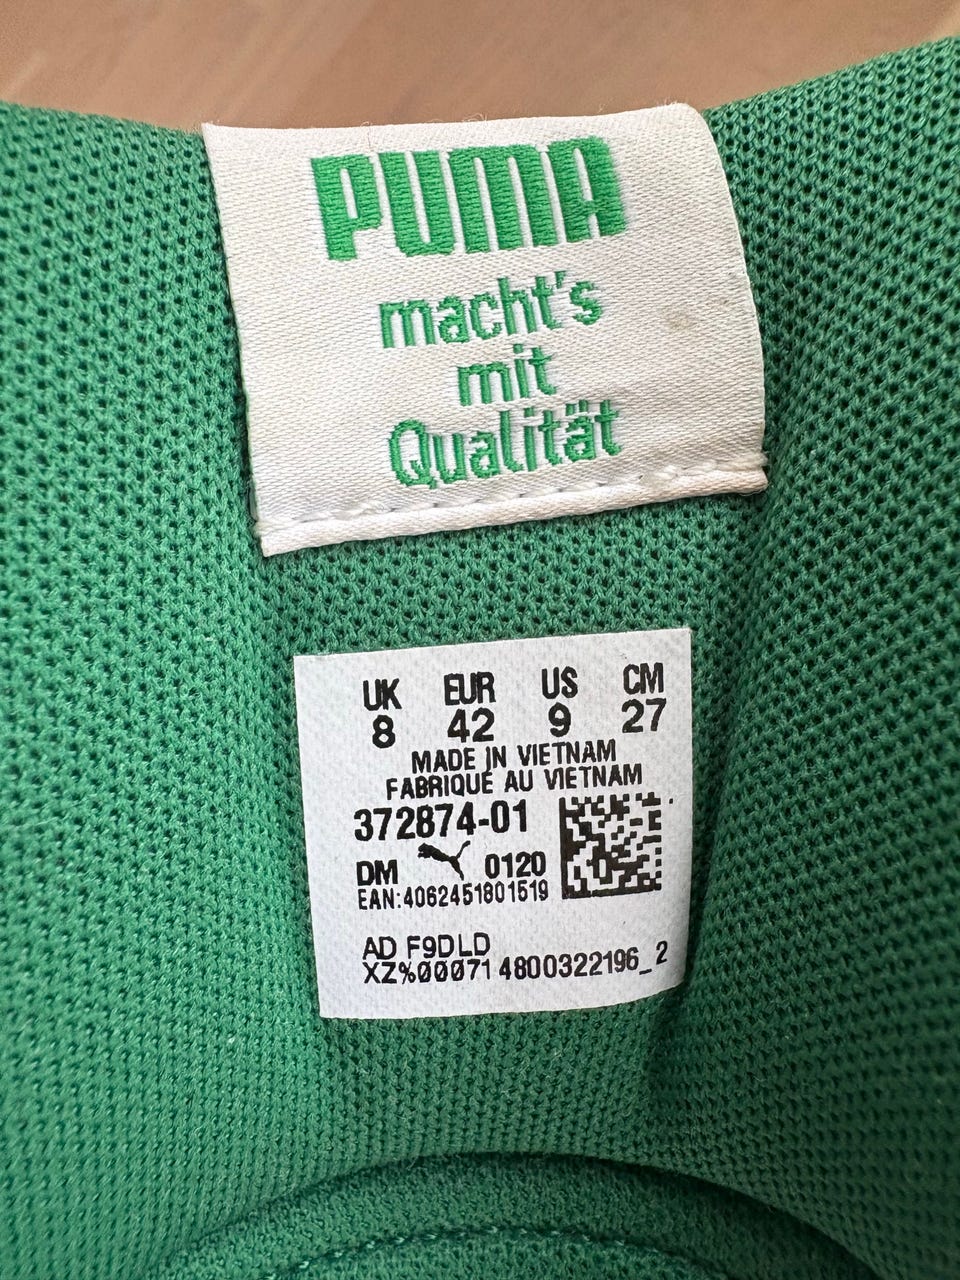 PUMA
macht's
mit
Qualität
UK EUR US CM
8 42 9 27
MADE IN VIETNAM
FABRIQUÉ AU VIETNAM
372874-01
DM 0120
EAN:4062451801519
AD F9DLD
XZ%00071 4800322196_2